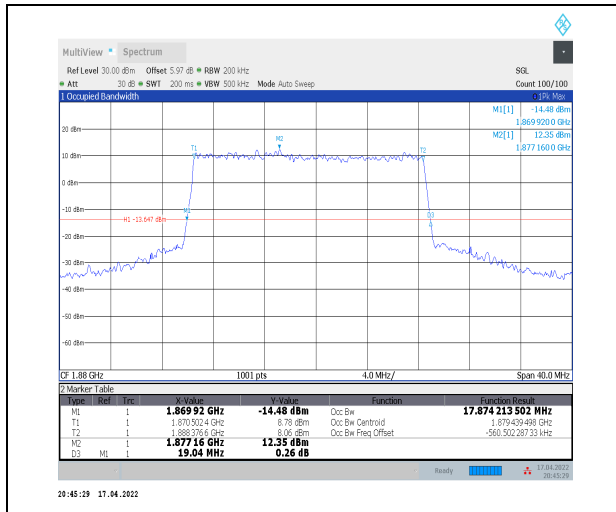 MultiView Spectrum
Ref Level 30.00 dBm Offset 5.97 dB RBW 200 kHz SGL
Att 30 dB SWT 200 ms VBW 500 kHz Mode Auto Sweep Count 100/100
1 Occupied Bandwidth 1Pk Max
M1[1] -14.48 dBm
1.869 920 0 GHz
M2[1] 12.35 dBm
1.877 160 0 GHz
20 dBm
M2
T1
T2
10 dBm
0 dBm
-10 dBm
M1
D3
H1 -13.647 dBm
-20 dBm
-30 dBm
-40 dBm
-50 dBm
-60 dBm
CF 1.88 GHz 1001 pts 4.0 MHz/ Span 40.0 MHz
2 Marker Table
Type Ref Trc X-Value Y-Value Function Function Result
M1 1 1.869 92 GHz -14.48 dBm Occ Bw 17.874 213 502 MHz
T1 1 1.870 502 4 GHz 8.78 dBm Occ Bw Centroid 1.879 439 498 GHz
T2 1 1.888 376 6 GHz 8.06 dBm Occ Bw Freq Offset -560.502 287 33 kHz
M2 1 1.877 16 GHz 12.35 dBm
D3 M1 1 19.04 MHz 0.26 dB
Ready 17.04.2022
20:45:29
20:45:29 17.04.2022